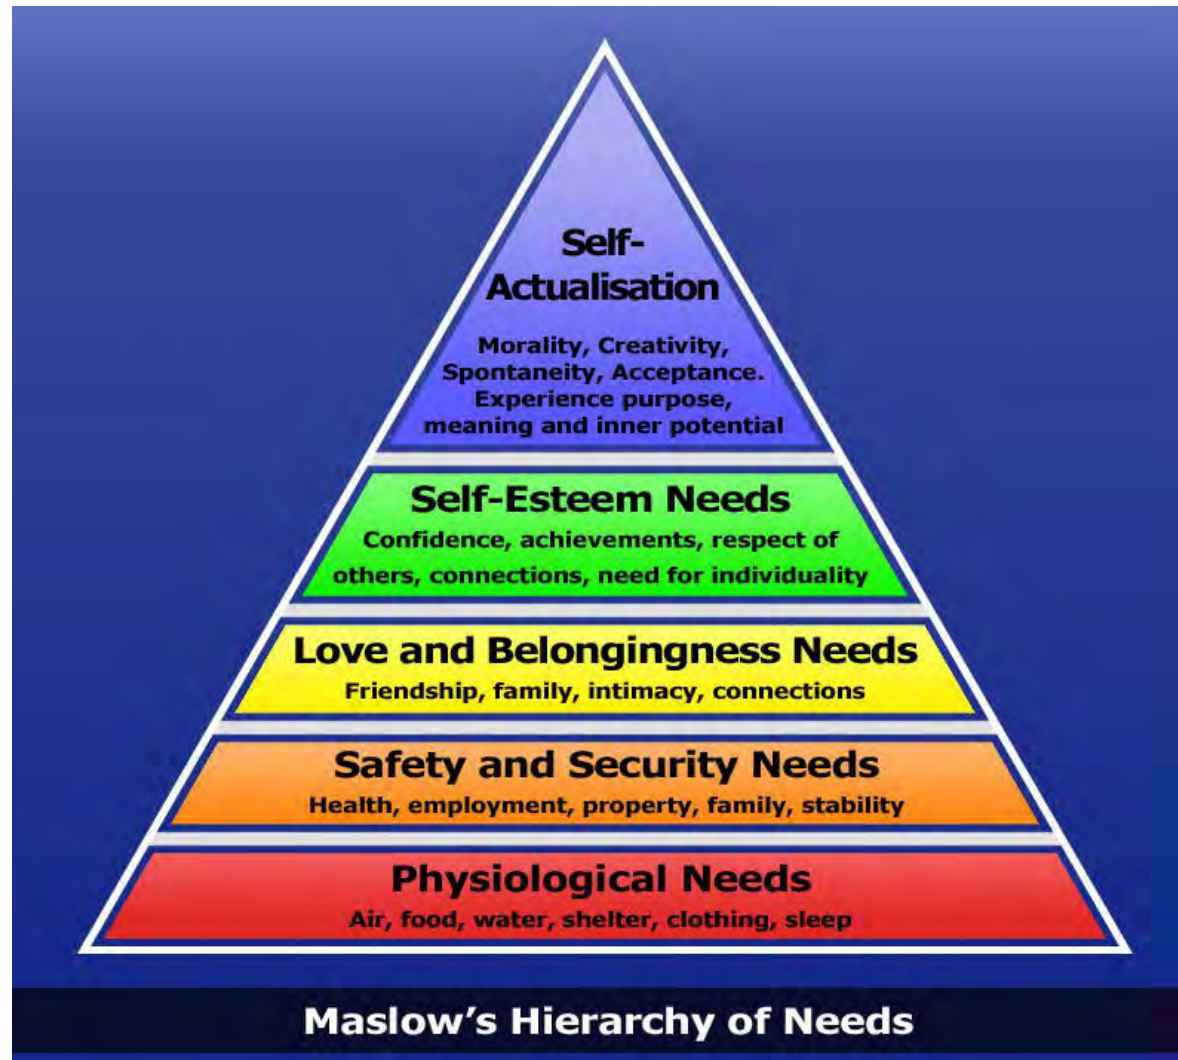 Self-
Actualisation
Morality, Creativity,
Spontaneity, Acceptance.
Experience purpose,
meaning and inner potential
Self-Esteem Needs
Confidence, achievements, respect of
others, connections, need for individuality
Love and Belongingness Needs
Friendship, family, intimacy, connections
Safety and Security Needs
Health, employment, property, family, stability
Physiological Needs
Air, food, water, shelter, clothing, sleep
Maslow’s Hierarchy of Needs